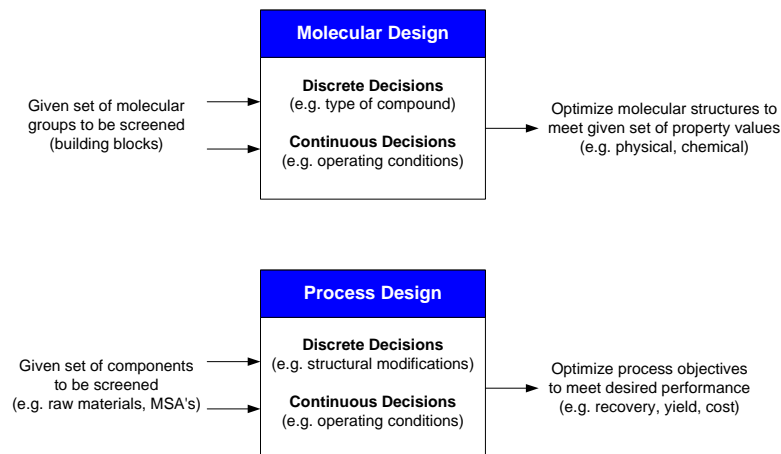 Molecular Design
Given set of molecular
groups to be screened
(building blocks)
Discrete Decisions
(e.g. type of compound)
Continuous Decisions
(e.g. operating conditions)
Optimize molecular structures to
meet given set of property values
(e.g. physical, chemical)
Process Design
Given set of components
to be screened
(e.g. raw materials, MSA's)
Discrete Decisions
(e.g. structural modifications)
Continuous Decisions
(e.g. operating conditions)
Optimize process objectives
to meet desired performance
(e.g. recovery, yield, cost)